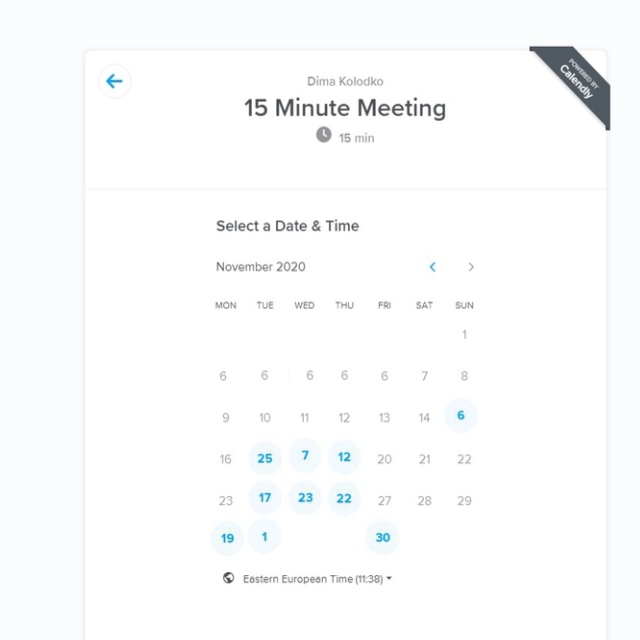 POWERED BY
Calendly
Dima Kolodko
15 Minute Meeting
15 min
Select a Date & Time
November 2020
MON TUE WED THU FRI SAT SUN
1
6 6 6 6 6 7 8
9 10 11 12 13 14 6
16 25 7 12 20 21 22
23 17 23 22 27 28 29
19 1 30
Eastern European Time (11:38)